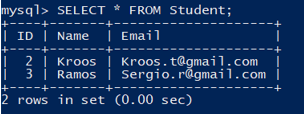 mysql> SELECT * FROM Student;
+----+-------+--------------------+
| ID | Name  | Email              |
+----+-------+--------------------+
|  2 | Kroos | Kroos.t@gmail.com  |
|  3 | Ramos | Sergio.r@gmail.com |
+----+-------+--------------------+
2 rows in set (0.00 sec)